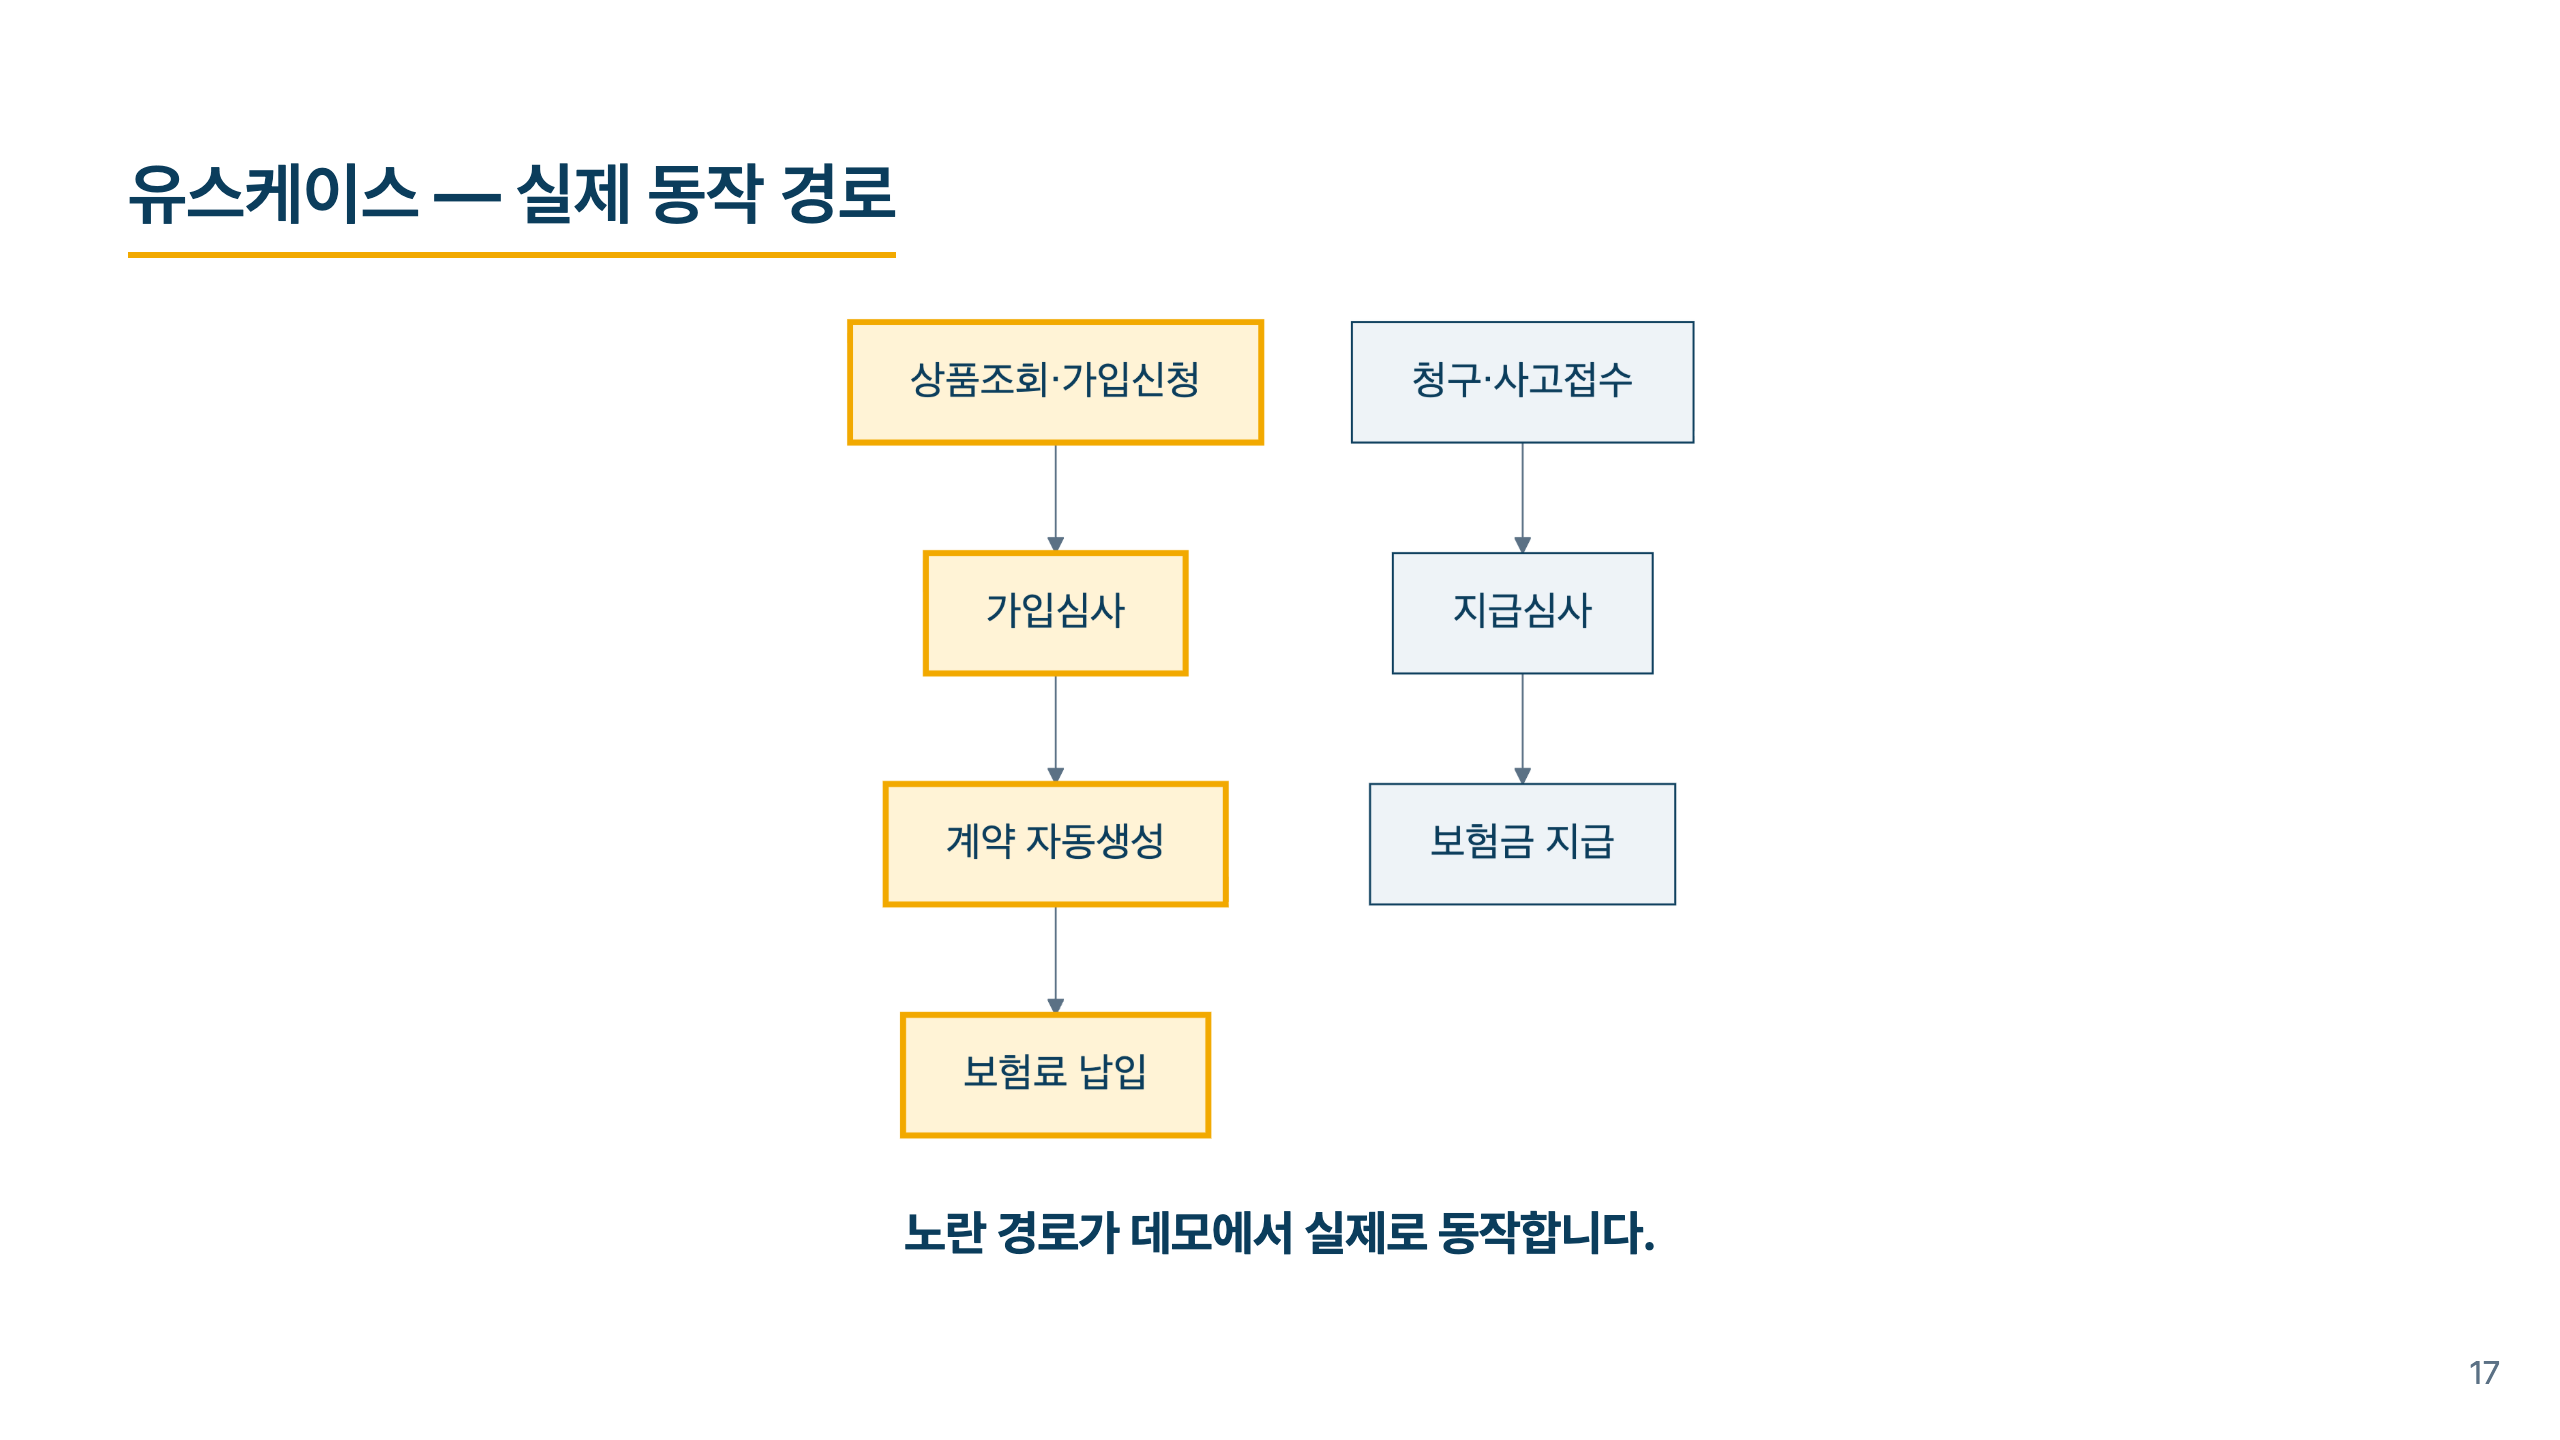 유스케이스 — 실제 동작 경로
상품조회·가입신청
청구·사고접수
가입심사
지급심사
계약 자동생성
보험금 지급
보험료 납입
노란 경로가 데모에서 실제로 동작합니다.
17